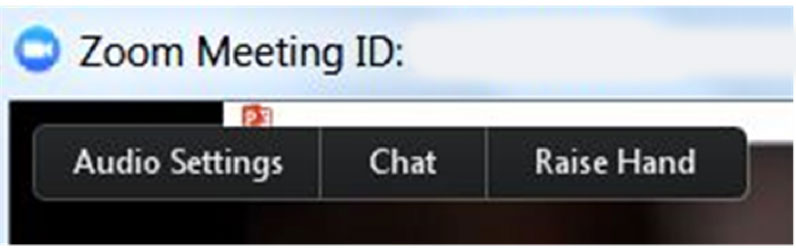 Zoom Meeting ID:
Audio Settings Chat Raise Hand